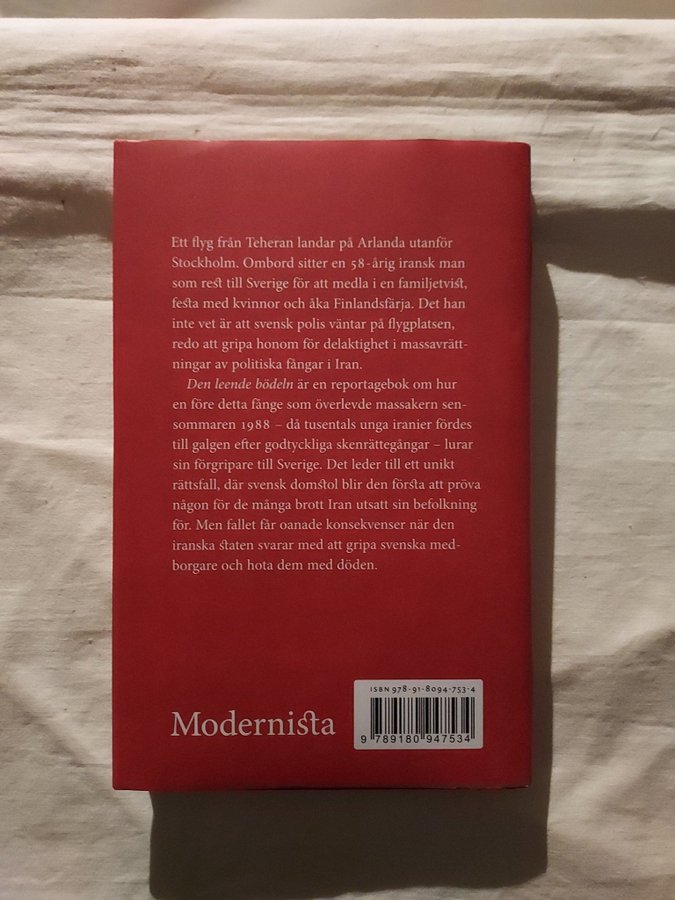 Ett flyg från Teheran landar på Arlanda utanför
Stockholm. Ombord sitter en 58-årig iransk man
som rest till Sverige för att medla i en familjetvist,
festa med kvinnor och åka Finlandsfärja. Det han
inte vet är att svensk polis väntar på flygplatsen,
redo att gripa honom för delaktighet i massavrätt-
ningar av politiska fångar i Iran.
Den leende bödeln är en reportagebok om hur
en före detta fånge som överlevde massakern sen-
sommaren 1988 – då tusentals unga iranier fördes
till galgen efter godtyckliga skenrättegångar – lurar
sin förgripare till Sverige. Det leder till ett unikt
rättsfall, där svensk domstol blir den första att pröva
någon för de många brott Iran utsatt sin befolkning
för. Men fallet får oanade konsekvenser när den
iranska staten svarar med att gripa svenska med-
borgare och hota dem med döden.
Modernista
ISBN 978-91-8094-753-4
9 789180 947534